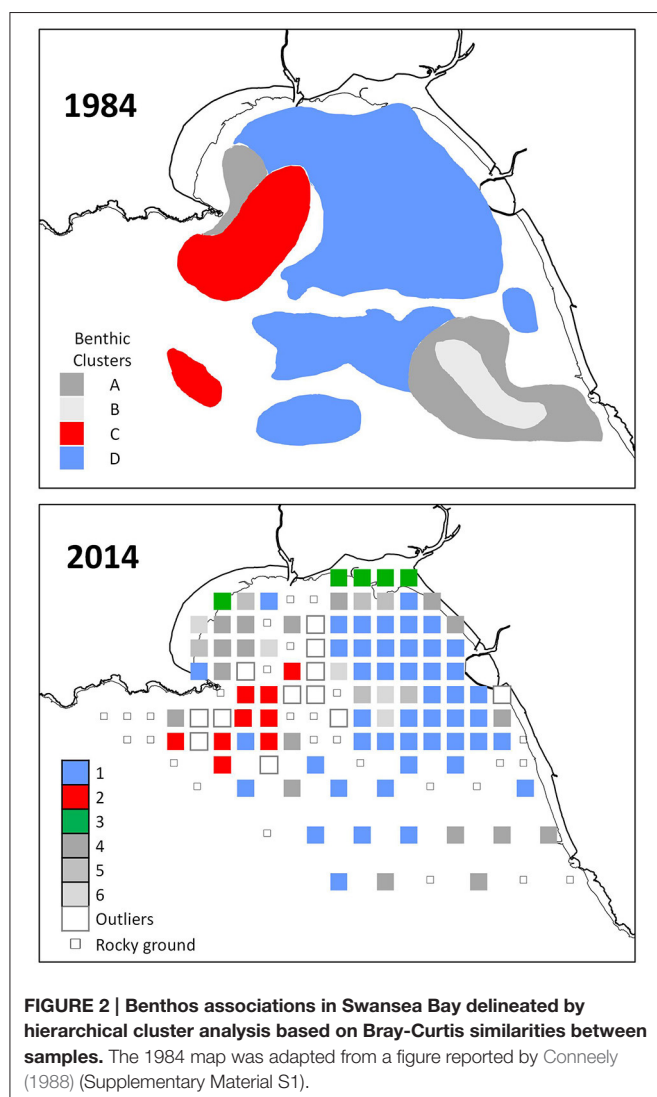 1984
Benthic
Clusters
A
B
C
D
2014
1
2
3
4
5
6
Outliers
Rocky ground
FIGURE 2 | Benthos associations in Swansea Bay delineated by
hierarchical cluster analysis based on Bray-Curtis similarities between
samples. The 1984 map was adapted from a figure reported by Conneely
(1988) (Supplementary Material S1).